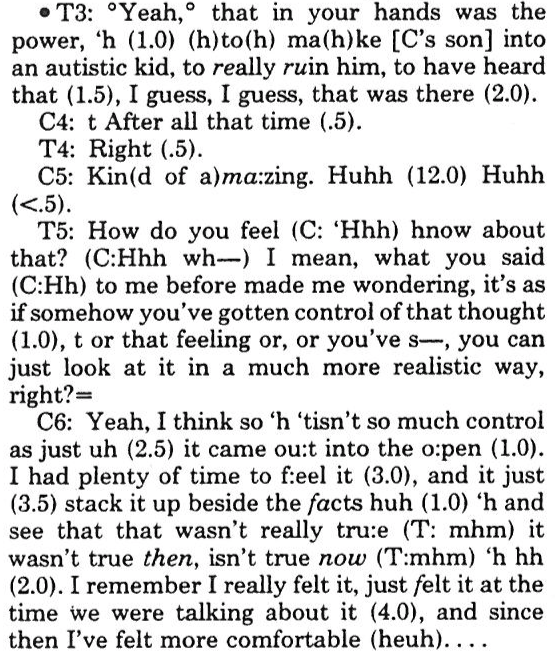 • T3: °Yeah,° that in your hands was the
power, ‘h (1.0) (h)to(h) ma(h)ke [C's son] into
an autistic kid, to really ruin him, to have heard
that (1.5), I guess, I guess, that was there (2.0).
C4: t After all that time (.5).
T4: Right (.5).
C5: Kin(d of a)ma:zing. Huhh (12.0) Huhh
(<.5).
T5: How do you feel (C: ‘Hhh) hnow about
that? (C:Hhh wh—) I mean, what you said
(C:Hh) to me before made me wondering, it's as
if somehow you've gotten control of that thought
(1.0), t or that feeling or, or you've s—, you can
just look at it in a much more realistic way,
right?=
C6: Yeah, I think so ‘h ‘tisn't so much control
as just uh (2.5) it came ou:t into the o:pen (1.0).
I had plenty of time to f:eel it (3.0), and it just
(3.5) stack it up beside the facts huh (1.0) ‘h and
see that that wasn't really tru:e (T: mhm) it
wasn't true then, isn't true now (T:mhm) ‘h hh
(2.0). I remember I really felt it, just felt it at the
time we were talking about it (4.0), and since
then I've felt more comfortable (heuh). . . .